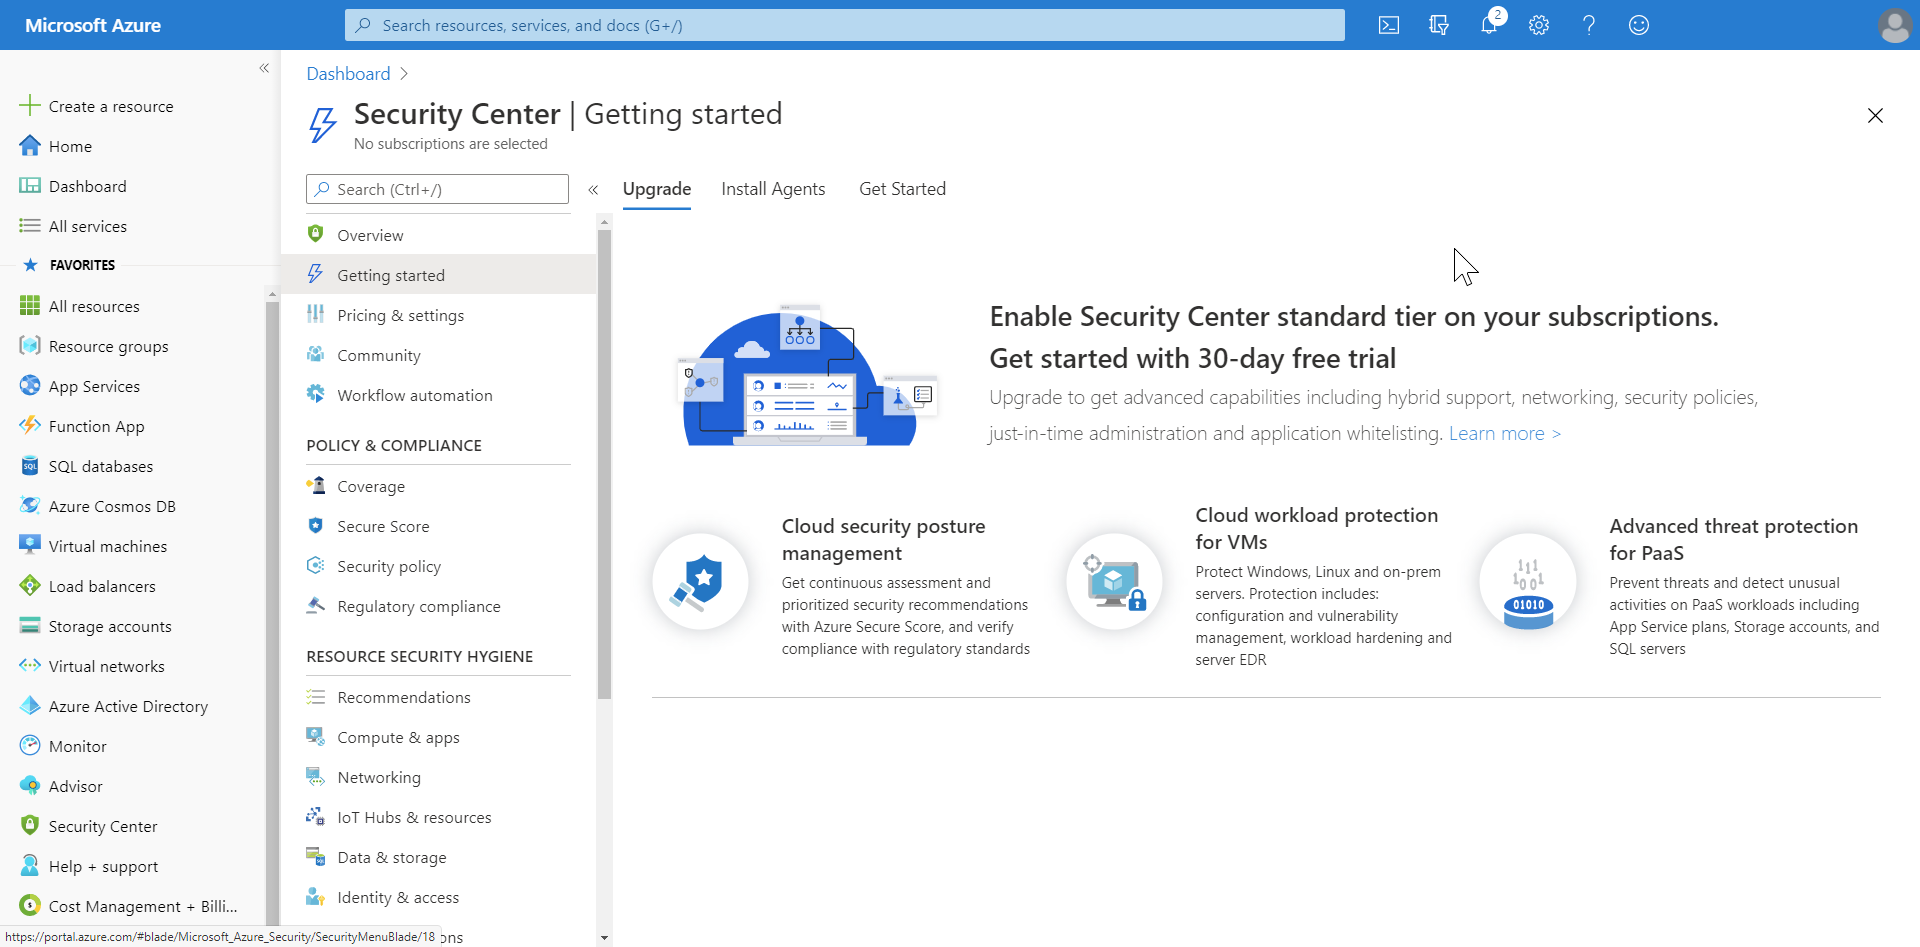 Microsoft Azure
Search resources, services, and docs (G+/)
2
Create a resource
Home
Dashboard
All services
FAVORITES
All resources
Resource groups
App Services
Function App
SQL databases
Azure Cosmos DB
Virtual machines
Load balancers
Storage accounts
Virtual networks
Azure Active Directory
Monitor
Advisor
Security Center
Help + support
Cost Management + Billi...
https://portal.azure.com/#blade/Microsoft_Azure_Security/SecurityMenuBlade/18
Dashboard >
Security Center | Getting started
No subscriptions are selected
Search (Ctrl+/)
Overview
Getting started
Pricing & settings
Community
Workflow automation
POLICY & COMPLIANCE
Coverage
Secure Score
Security policy
Regulatory compliance
RESOURCE SECURITY HYGIENE
Recommendations
Compute & apps
Networking
IoT Hubs & resources
Data & storage
Identity & access
Upgrade
Install Agents
Get Started
Enable Security Center standard tier on your subscriptions.
Get started with 30-day free trial
Upgrade to get advanced capabilities including hybrid support, networking, security policies,
just-in-time administration and application whitelisting. Learn more >
Cloud security posture
management
Get continuous assessment and
prioritized security recommendations
with Azure Secure Score, and verify
compliance with regulatory standards
Cloud workload protection
for VMs
Protect Windows, Linux and on-prem
servers. Protection includes:
configuration and vulnerability
management, workload hardening and
server EDR
01010
Advanced threat protection
for PaaS
Prevent threats and detect unusual
activities on PaaS workloads including
App Service plans, Storage accounts, and
SQL servers